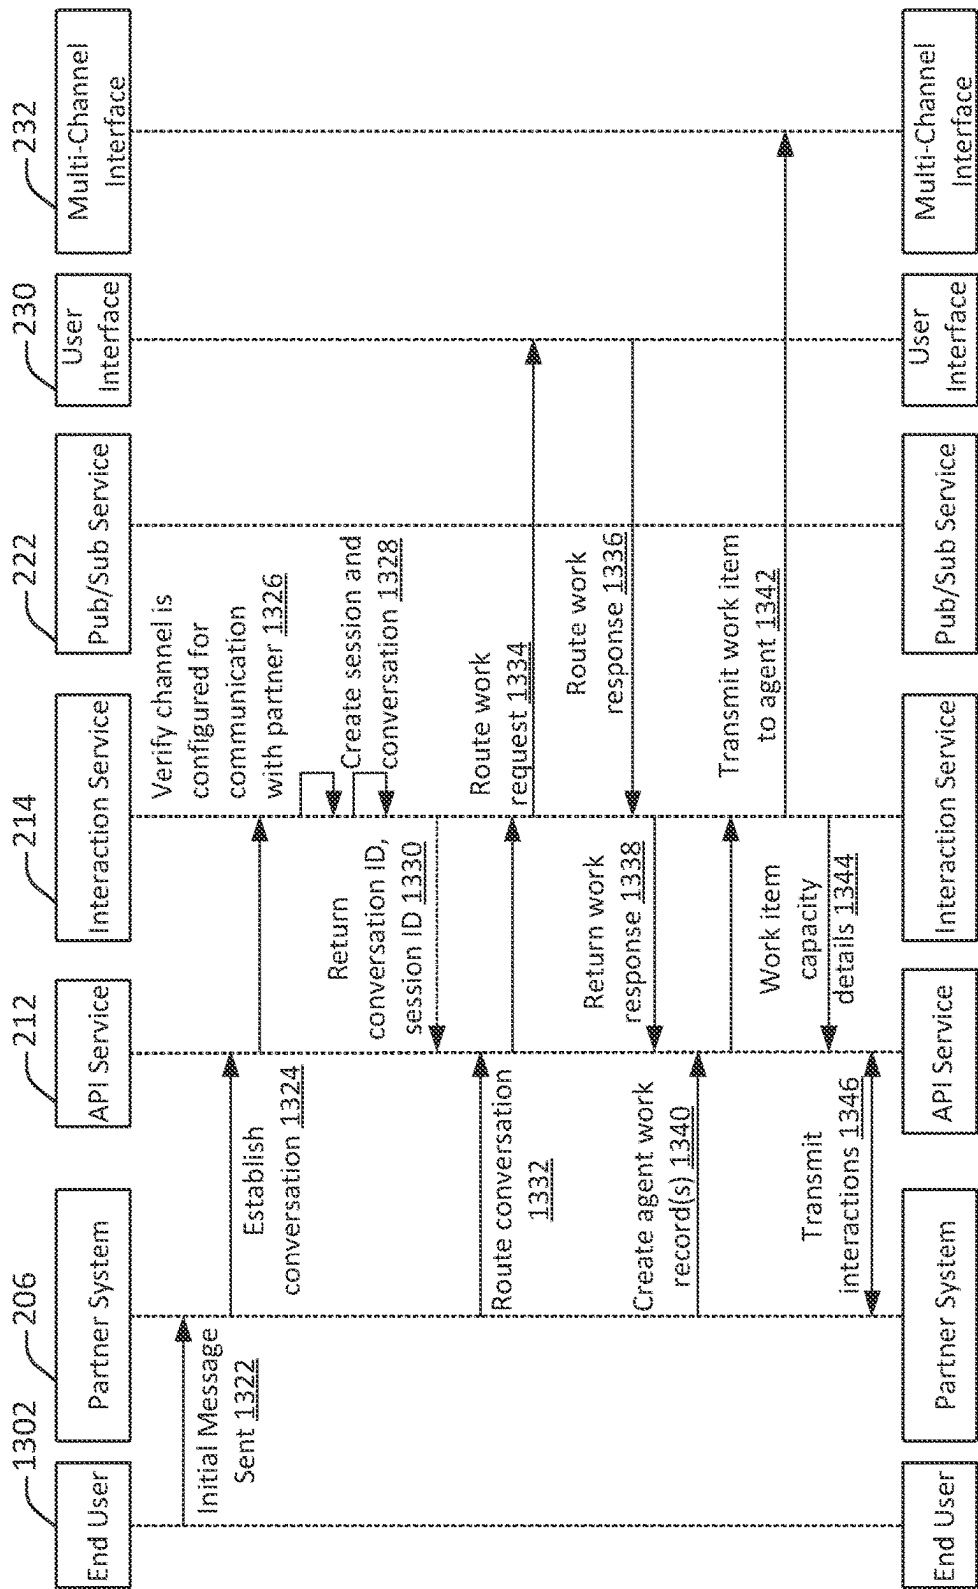 1302
206
212
214
222
230
232
End User
Partner System
API Service
Interaction Service
Pub/Sub Service
User
Interface
Multi-Channel
Interface
Initial Message
Sent 1322
Establish
conversation 1324
Verify channel is
configured for
communication
with partner 1326
Create session and
conversation 1328
Return
conversation ID,
session ID 1330
Route conversation
1332
Route work
request 1334
Route work
response 1336
Return work
response 1338
Create agent work
record(s) 1340
Transmit work item
to agent 1342
Work item
capacity
details 1344
Transmit
interactions 1346
End User
Partner System
API Service
Interaction Service
Pub/Sub Service
User
Interface
Multi-Channel
Interface